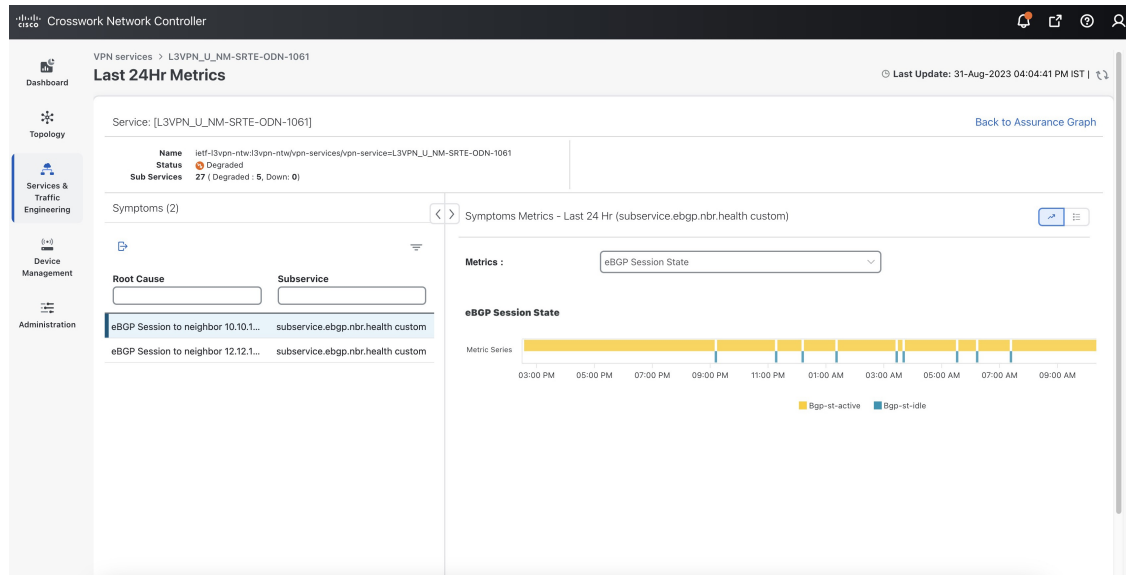 CISCO Crosswork Network Controller
Dashboard
Topology
Services &
Traffic
Engineering
Device
Management
Administration
VPN services > L3VPN_U_NM-SRTE-ODN-1061
Last 24Hr Metrics
Last Update: 31-Aug-2023 04:04:41 PM IST |
Service: [L3VPN_U_NM-SRTE-ODN-1061]
Back to Assurance Graph
Name ietf-l3vpn-ntw:l3vpn-ntw/vpn-services/vpn-service=L3VPN_U_NM-SRTE-ODN-1061
Status Degraded
Sub Services 27 ( Degraded : 5, Down: 0)
Symptoms (2)
Root Cause Subservice
eBGP Session to neighbor 10.10.1... subservice.ebgp.nbr.health custom
eBGP Session to neighbor 12.12.1... subservice.ebgp.nbr.health custom
Symptoms Metrics - Last 24 Hr (subservice.ebgp.nbr.health custom)
Metrics : eBGP Session State
eBGP Session State
Metric Series
03:00 PM 05:00 PM 07:00 PM 09:00 PM 11:00 PM 01:00 AM 03:00 AM 05:00 AM 07:00 AM 09:00 AM
Bgp-st-active Bgp-st-idle